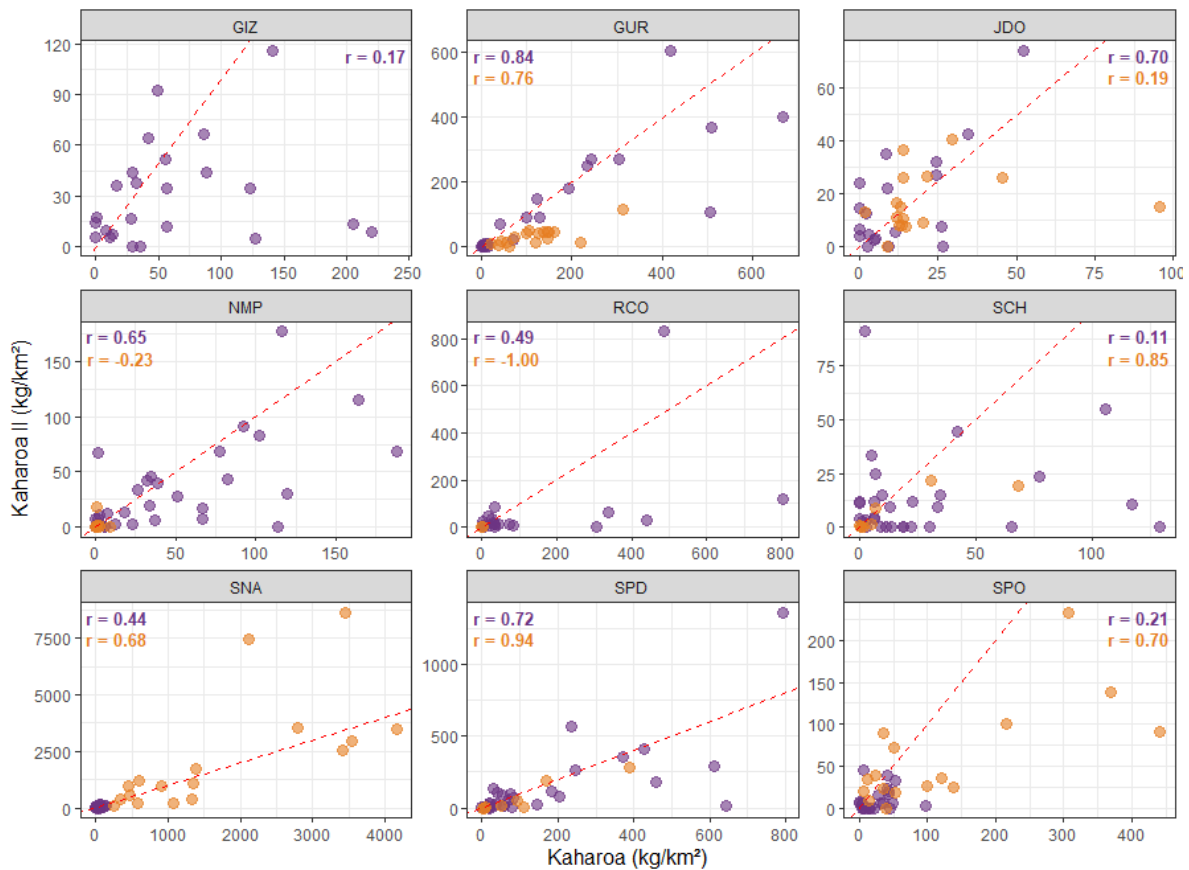 GIZ GUR JDO
120 90 60 30 0
r = 0.17
0 50 100 150 200 250
600 400 200 0
r = 0.84
r = 0.76
0 200 400 600
60 40 20 0
r = 0.70
r = 0.19
0 25 50 75 100
NMP RCO SCH
150 100 50 0
r = 0.65
r = -0.23
0 50 100 150
800 600 400 200 0
r = 0.49
r = -1.00
0 200 400 600 800
75 50 25 0
r = 0.11
r = 0.85
0 50 100
SNA SPD SPO
7500 5000 2500 0
r = 0.44
r = 0.68
0 1000 2000 3000 4000
1000 500 0
r = 0.72
r = 0.94
0 200 400 600 800
200 150 100 50 0
r = 0.21
r = 0.70
0 100 200 300 400
Kaharoa II (kg/km²)
Kaharoa (kg/km²)